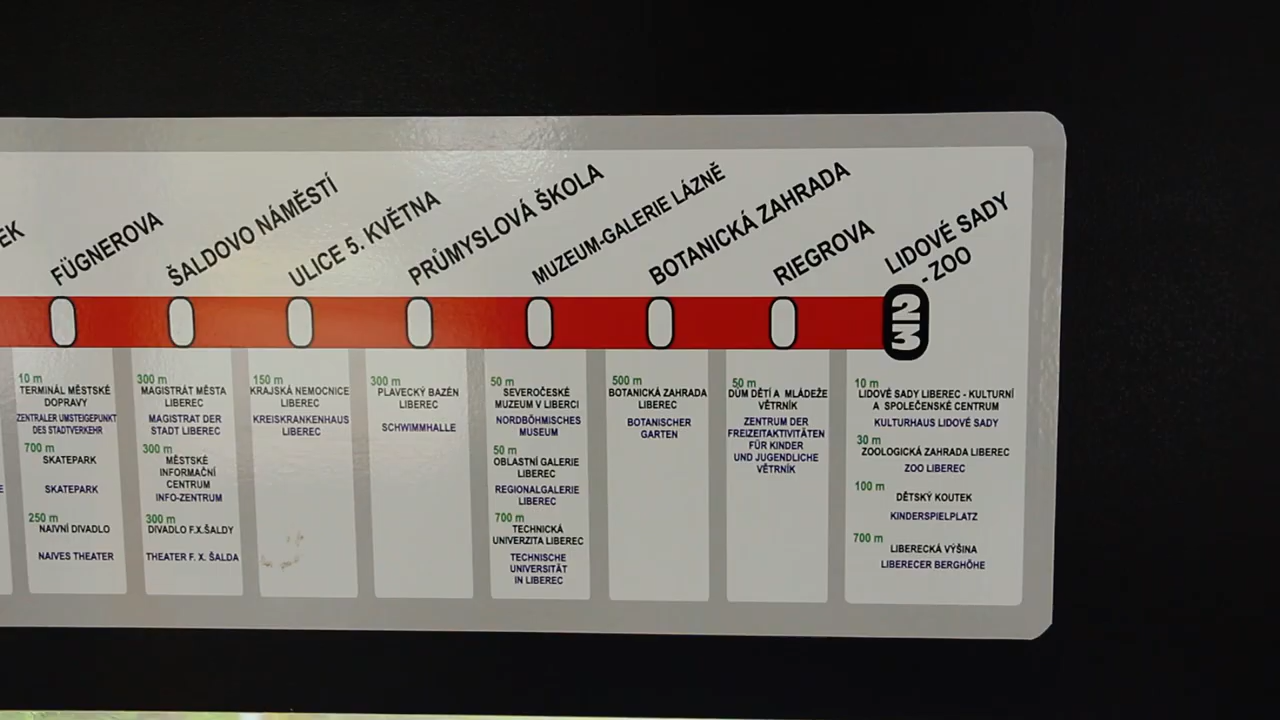 EK
FÜGNEROVA
ŠALDOVO NÁMĚSTÍ
ULICE 5. KVĚTNA
PRŮMYSLOVÁ ŠKOLA
MUZEUM-GALERIE LÁZNĚ
BOTANICKÁ ZAHRADA
RIEGROVA
LIDOVÉ SADY
- ZOO
2
3
10 m
TERMINÁL MĚSTSKÉ
DOPRAVY
ZENTRALER UMSTEIGEPUNKT
DES STADTVERKEHR
700 m
SKATEPARK
SKATEPARK
250 m
NAIVNÍ DIVADLO
NAIVES THEATER
300 m
MAGISTRÁT MĚSTA
LIBEREC
MAGISTRAT DER
STADT LIBEREC
300 m
MĚSTSKÉ
INFORMAČNÍ
CENTRUM
INFO-ZENTRUM
300 m
DIVADLO F.X.ŠALDY
THEATER F. X. ŠALDA
150 m
KRAJSKÁ NEMOCNICE
LIBEREC
KREISKRANKENHAUS
LIBEREC
300 m
PLAVECKÝ BAZÉN
LIBEREC
SCHWIMMHALLE
50 m
SEVEROČESKÉ
MUZEUM V LIBERCI
NORDBÖHMISCHES
MUSEUM
50 m
OBLASTNÍ GALERIE
LIBEREC
REGIONALGALERIE
LIBEREC
700 m
TECHNICKÁ
UNIVERZITA LIBEREC
TECHNISCHE
UNIVERSITÄT
IN LIBEREC
500 m
BOTANICKÁ ZAHRADA
LIBEREC
BOTANISCHER
GARTEN
50 m
DŮM DĚTÍ A MLÁDEŽE
VĚTRNÍK
ZENTRUM DER
FREIZEITAKTIVITÄTEN
FÜR KINDER
UND JUGENDLICHE
VĚTRNÍK
10 m
LIDOVÉ SADY LIBEREC - KULTURNÍ
A SPOLEČENSKÉ CENTRUM
KULTURHAUS LIDOVÉ SADY
30 m
ZOOLOGICKÁ ZAHRADA LIBEREC
ZOO LIBEREC
100 m
DĚTSKÝ KOUTEK
KINDERSPIELPLATZ
700 m
LIBERECKÁ VÝŠINA
LIBERECER BERGHÖHE